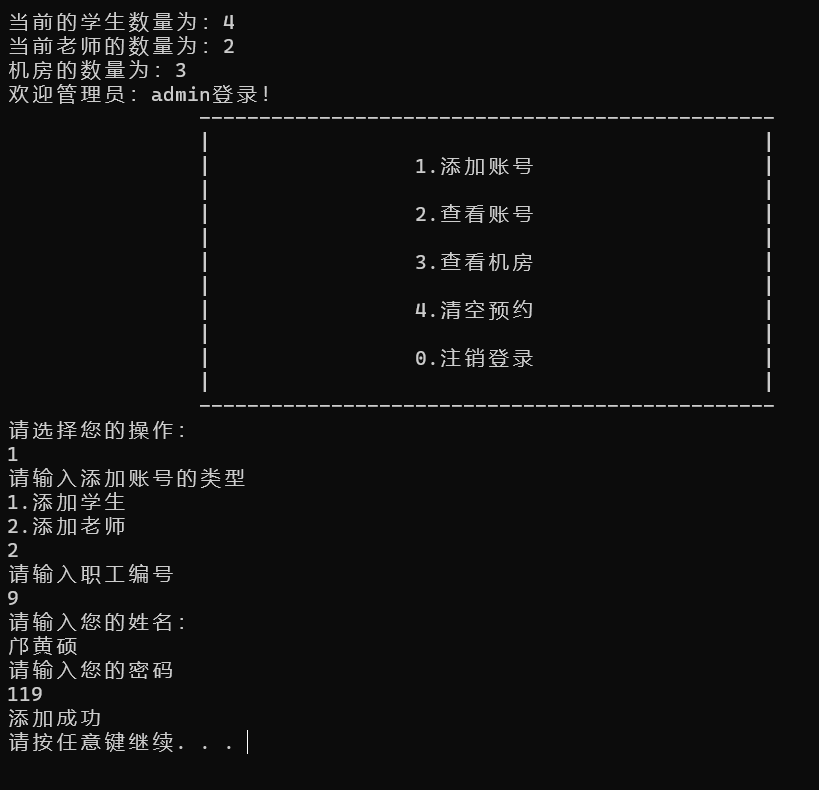 当前的学生数量为：4
当前老师的数量为：2
机房的数量为：3
欢迎管理员：admin登录！
1.添加账号
2.查看账号
3.查看机房
4.清空预约
0.注销登录
请选择您的操作：
1
请输入添加账号的类型
1.添加学生
2.添加老师
2
请输入职工编号
9
请输入您的姓名：
邝黄硕
请输入您的密码
119
添加成功
请按任意键继续. . .